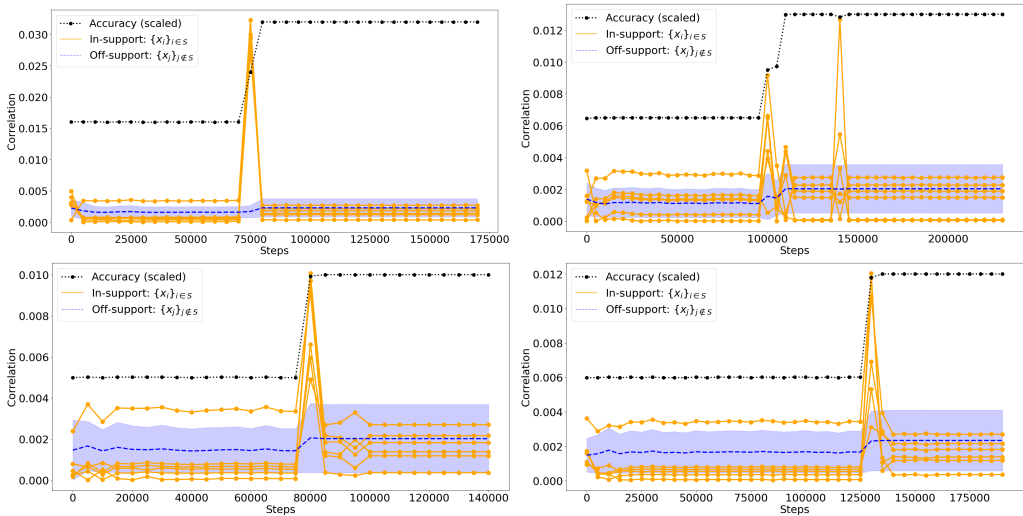 Accuracy (scaled)
In-support: {x_i}_{i∈S}
Off-support: {x_j}_{j∉S}
Correlation
0.030
0.025
0.020
0.015
0.010
0.005
0.000
0 25000 50000 75000 100000 125000 150000 175000
Steps
Accuracy (scaled)
In-support: {x_i}_{i∈S}
Off-support: {x_j}_{j∉S}
Correlation
0.012
0.010
0.008
0.006
0.004
0.002
0.000
0 50000 100000 150000 200000
Steps
Accuracy (scaled)
In-support: {x_i}_{i∈S}
Off-support: {x_j}_{j∉S}
Correlation
0.010
0.008
0.006
0.004
0.002
0.000
0 20000 40000 60000 80000 100000 120000 140000
Steps
Accuracy (scaled)
In-support: {x_i}_{i∈S}
Off-support: {x_j}_{j∉S}
Correlation
0.012
0.010
0.008
0.006
0.004
0.002
0.000
0 25000 50000 75000 100000 125000 150000 175000
Steps